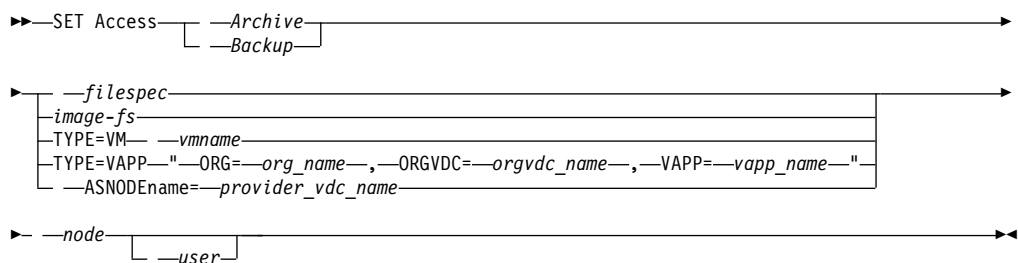 SET Access Archive
Backup
filespec
image-fs
TYPE=VM vmname
TYPE=VAPP " ORG= org_name , ORGVDC= orgvdc_name , VAPP= vapp_name "
ASNODEname= provider_vdc_name
node
user